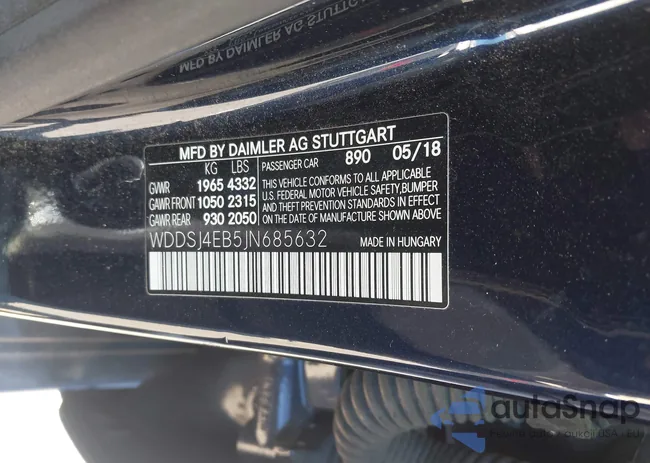 MFD BY DAIMLER AG STUTTGART
KG LBS
PASSENGER CAR 890 05/18
GVWR 1965 4332
GAWR FRONT 1050 2315
GAWR REAR 930 2050
THIS VEHICLE CONFORMS TO ALL APPLICABLE
U.S. FEDERAL MOTOR VEHICLE SAFETY, BUMPER
AND THEFT PREVENTION STANDARDS IN EFFECT
ON THE DATE OF MANUFACTURE SHOWN ABOVE.
WDDSJ4EB5JN685632
MADE IN HUNGARY
autoSnap